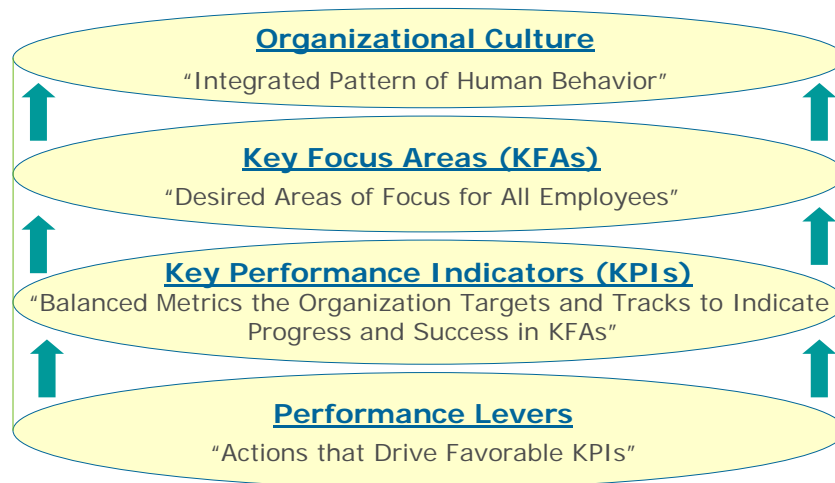 Organizational Culture
“Integrated Pattern of Human Behavior”
Key Focus Areas (KFAs)
“Desired Areas of Focus for All Employees”
Key Performance Indicators (KPIs)
“Balanced Metrics the Organization Targets and Tracks to Indicate
Progress and Success in KFAs”
Performance Levers
“Actions that Drive Favorable KPIs”